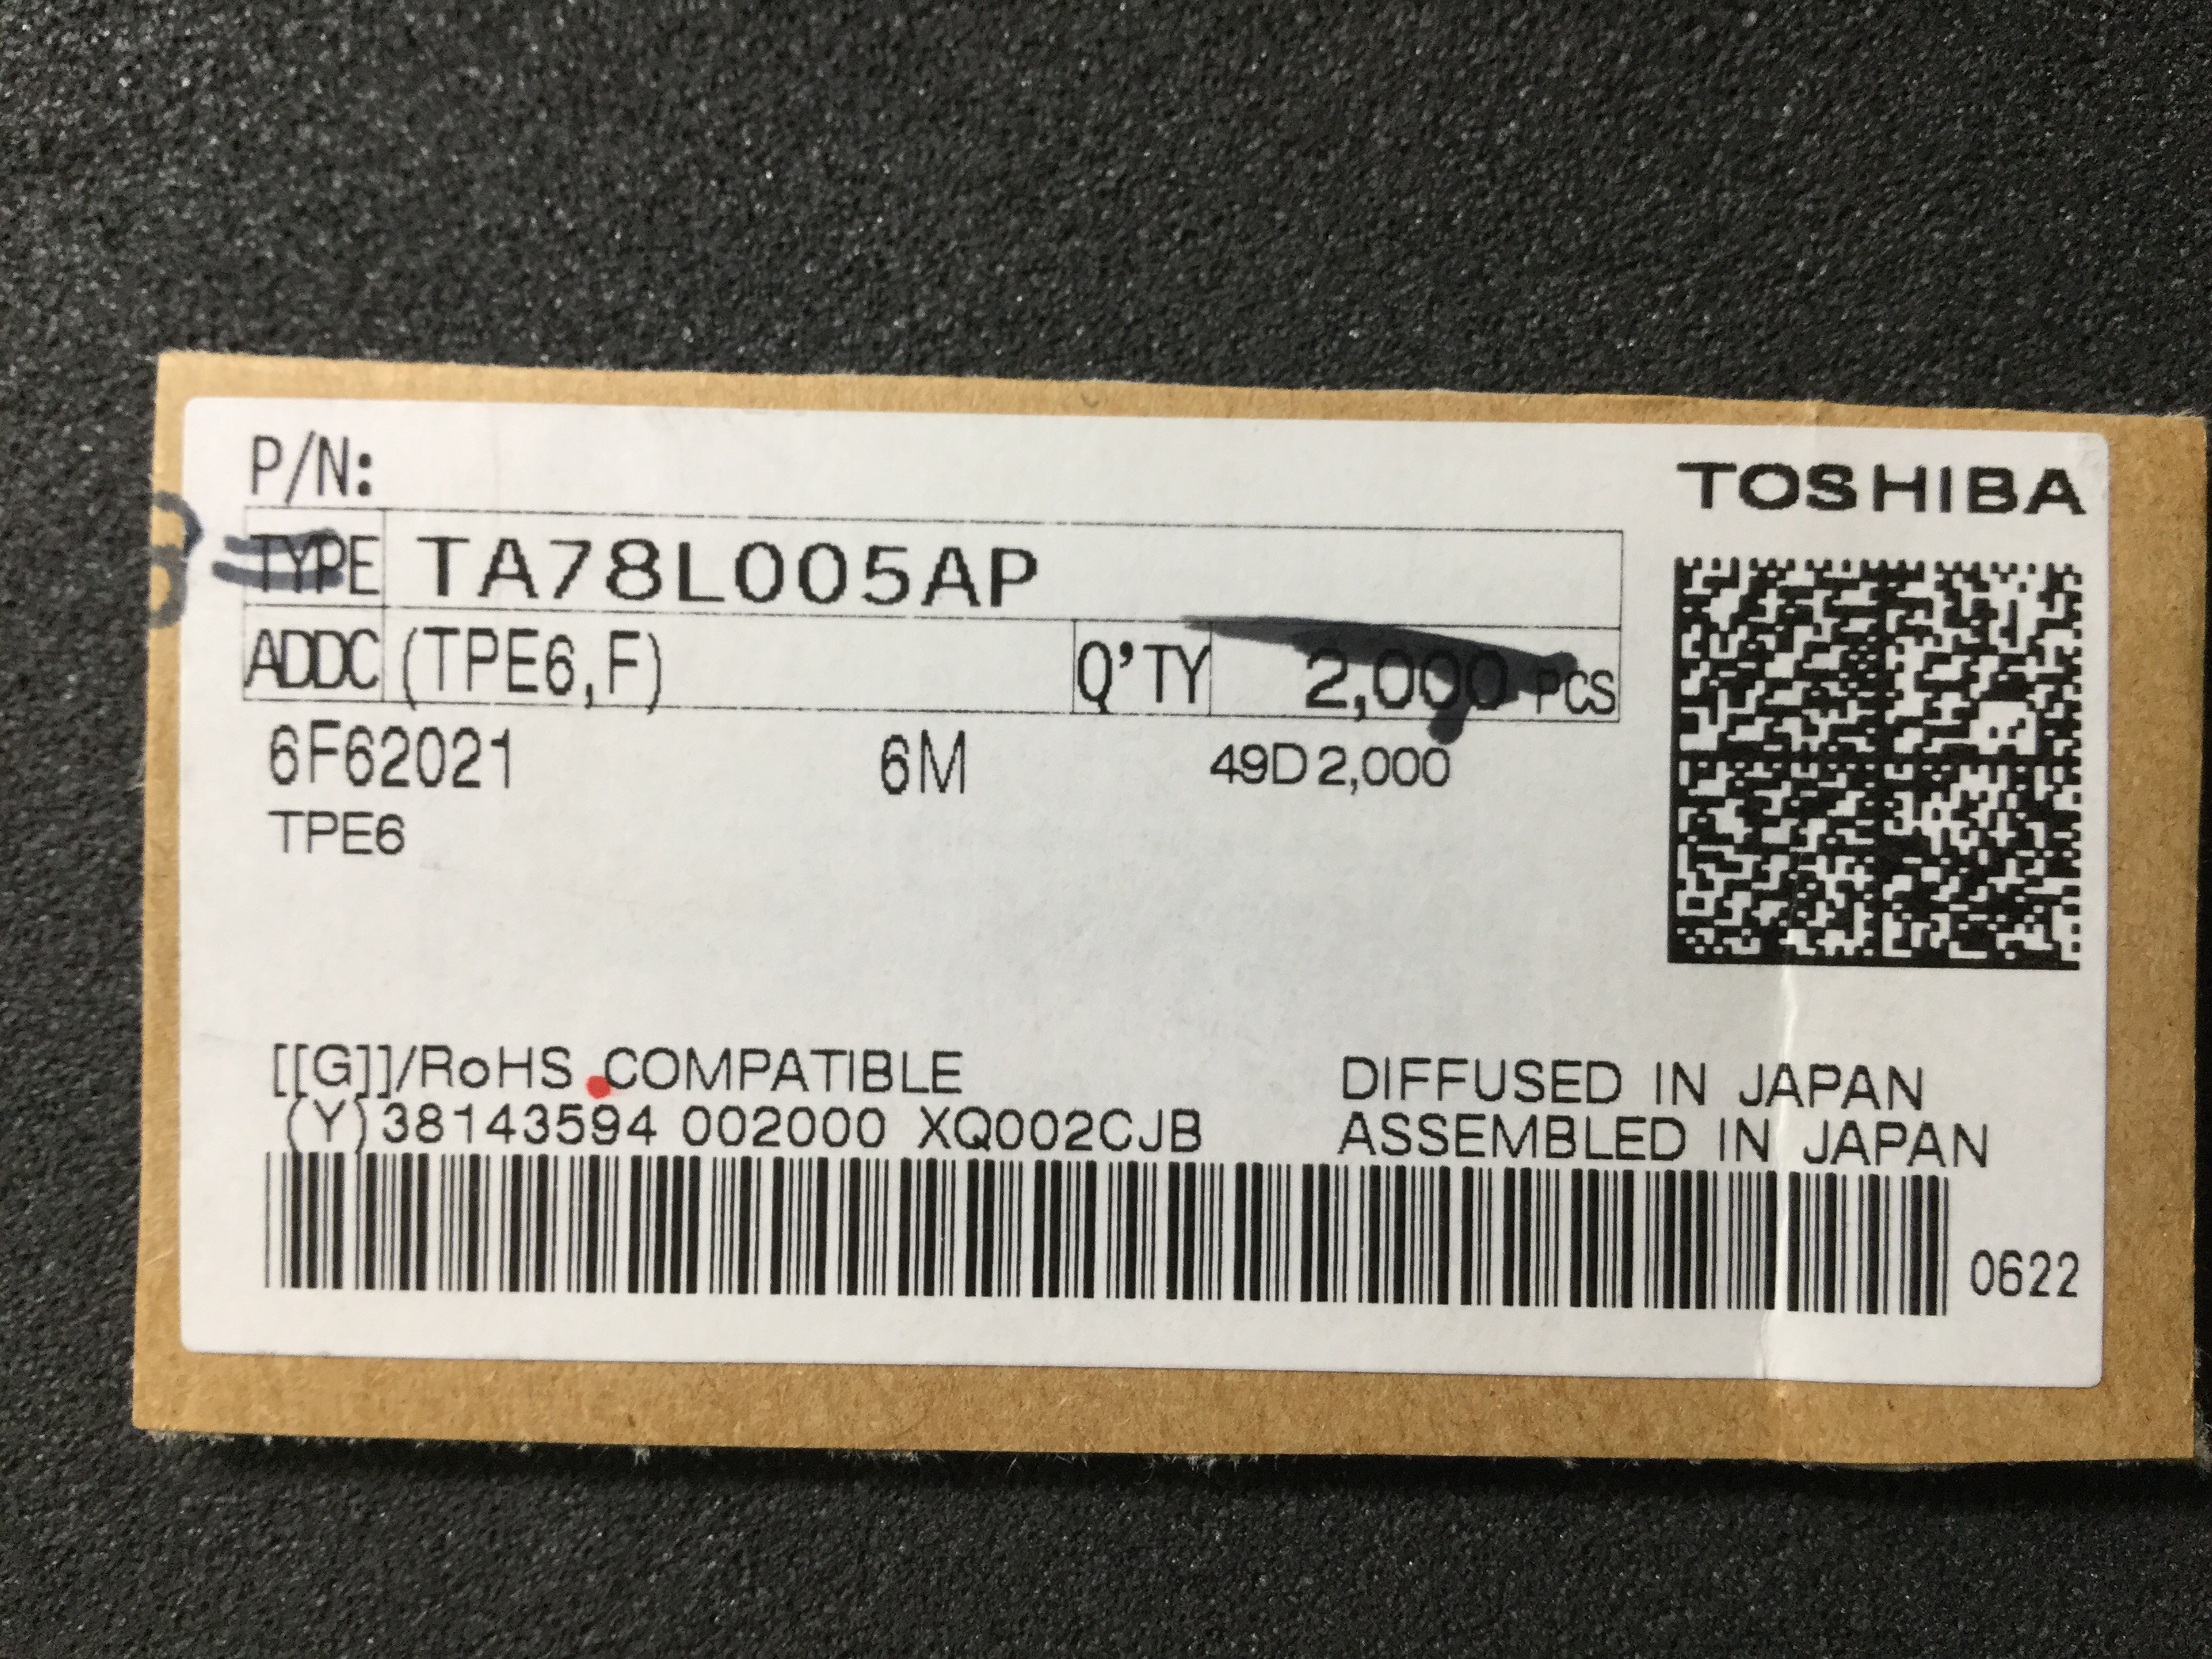 P/N:
TOSHIBA
TYPE TA78L005AP
ADDC (TPE6,F) Q'TY 2,000 PCS
6F62021 6M 49D 2,000
TPE6
[[G]]/RoHS COMPATIBLE DIFFUSED IN JAPAN
(Y)38143594 002000 XQ002CJB ASSEMBLED IN JAPAN
0622